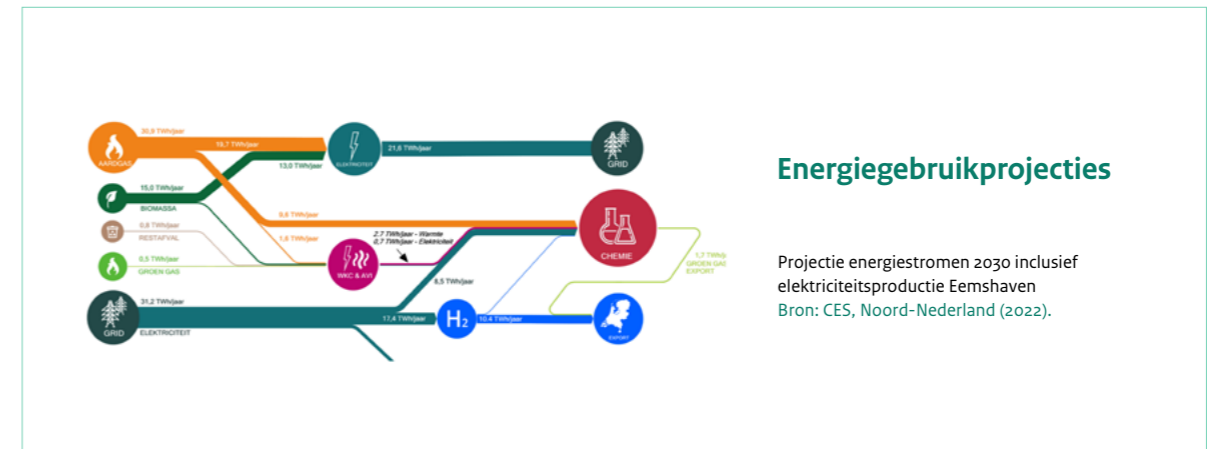 30,9 TWh/jaar
AARDGAS
19,7 TWh/jaar
13,0 TWh/jaar
ELEKTRICITEIT
21,6 TWh/jaar
GRID
15,0 TWh/jaar
BIOMASSA
0,8 TWh/jaar
RESTAFVAL
0,5 TWh/jaar
GROEN GAS
9,6 TWh/jaar
1,6 TWh/jaar
2,7 TWh/jaar - Warmte
0,7 TWh/jaar - Elektriciteit
WKC & AVI
CHEMIE
1,7 TWh/j
GROEN GAS
EXPORT
8,5 TWh/jaar
31,2 TWh/jaar
GRID
ELEKTRICITEIT
17,4 TWh/jaar
H2
10,4 TWh/jaar
EXPORT
Energiegebruikprojecties
Projectie energiestromen 2030 inclusief
elektriciteitsproductie Eemshaven
Bron: CES, Noord-Nederland (2022).